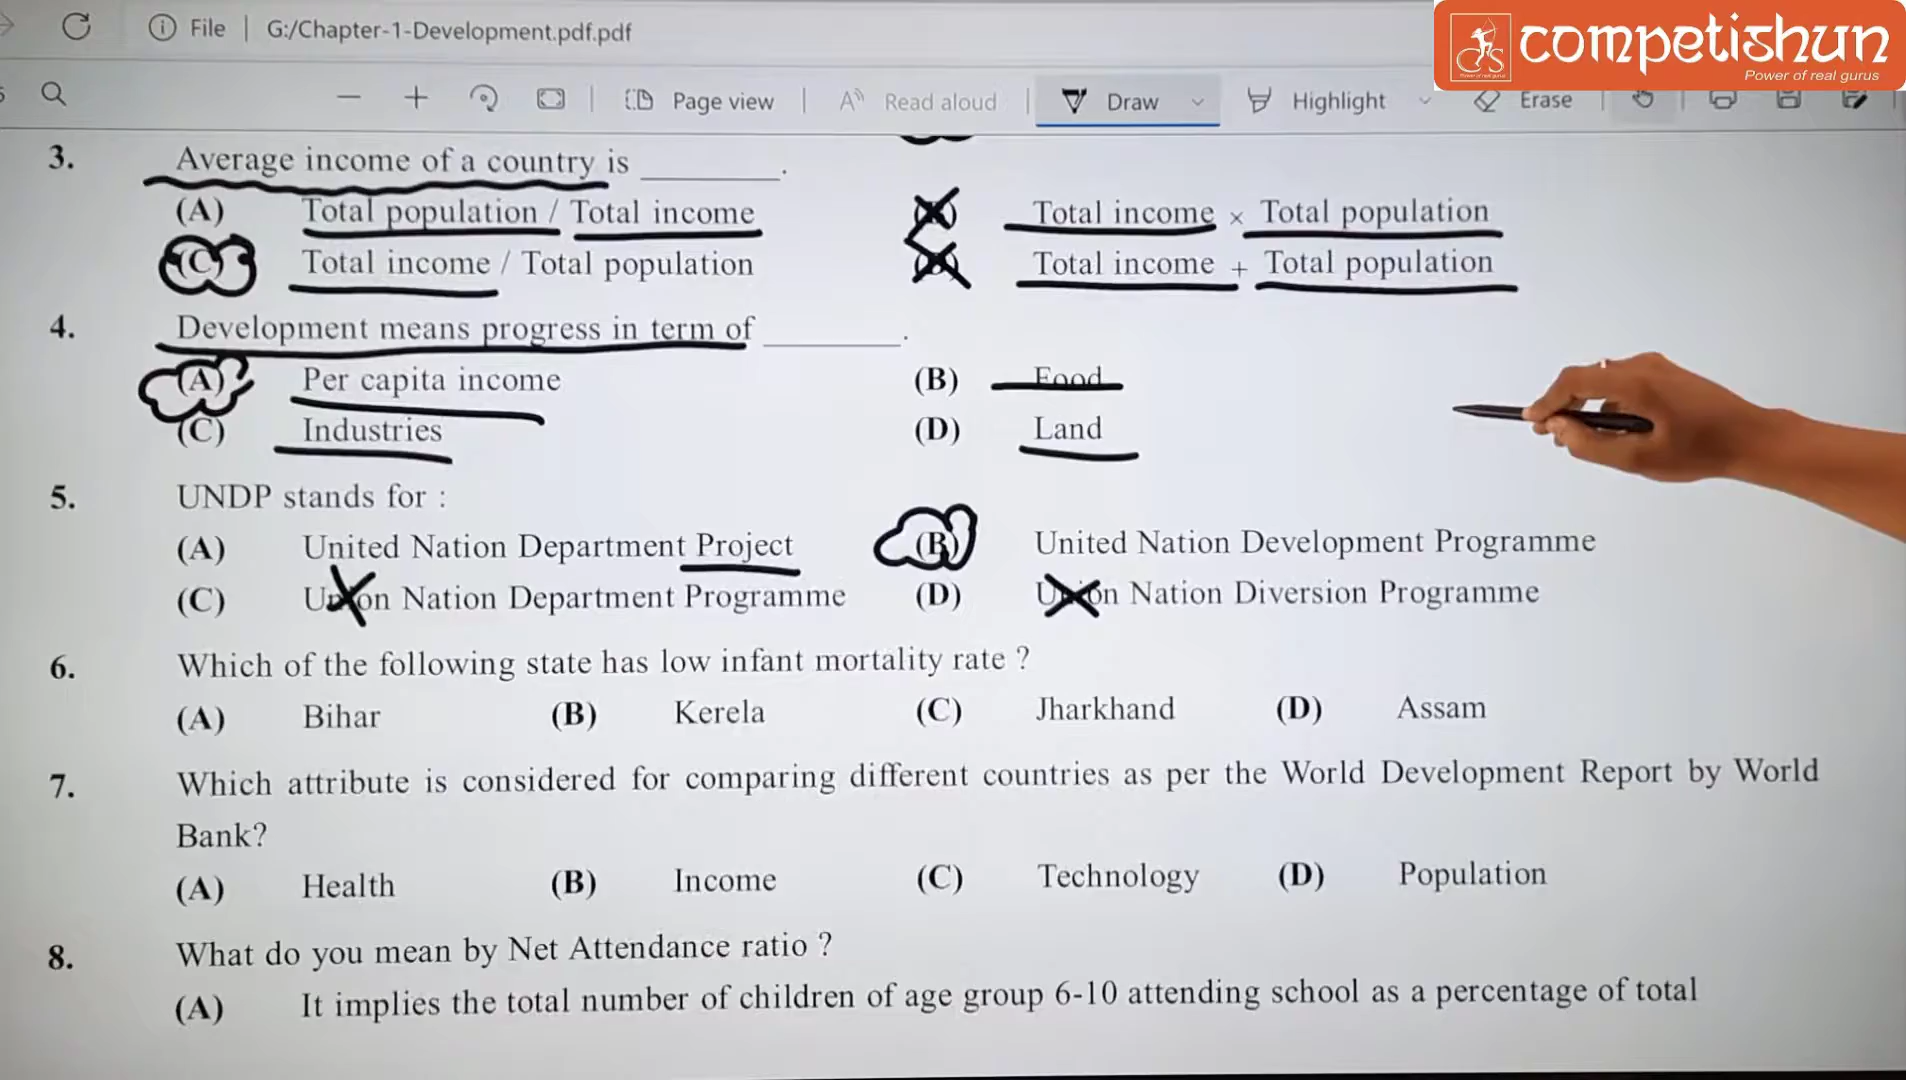 File | G:/Chapter-1-Development.pdf.pdf
competishun
Power of real gurus
Page view | Read aloud | Draw Highlight Erase
3. Average income of a country is ________.
(A) Total population / Total income Total income × Total population
(C) Total income / Total population Total income + Total population
4. Development means progress in term of ________.
(A) Per capita income (B) Food
(C) Industries (D) Land
5. UNDP stands for :
(A) United Nation Department Project (B) United Nation Development Programme
(C) Union Nation Department Programme (D) Union Nation Diversion Programme
6. Which of the following state has low infant mortality rate ?
(A) Bihar (B) Kerela (C) Jharkhand (D) Assam
7. Which attribute is considered for comparing different countries as per the World Development Report by World
Bank?
(A) Health (B) Income (C) Technology (D) Population
8. What do you mean by Net Attendance ratio ?
(A) It implies the total number of children of age group 6-10 attending school as a percentage of total